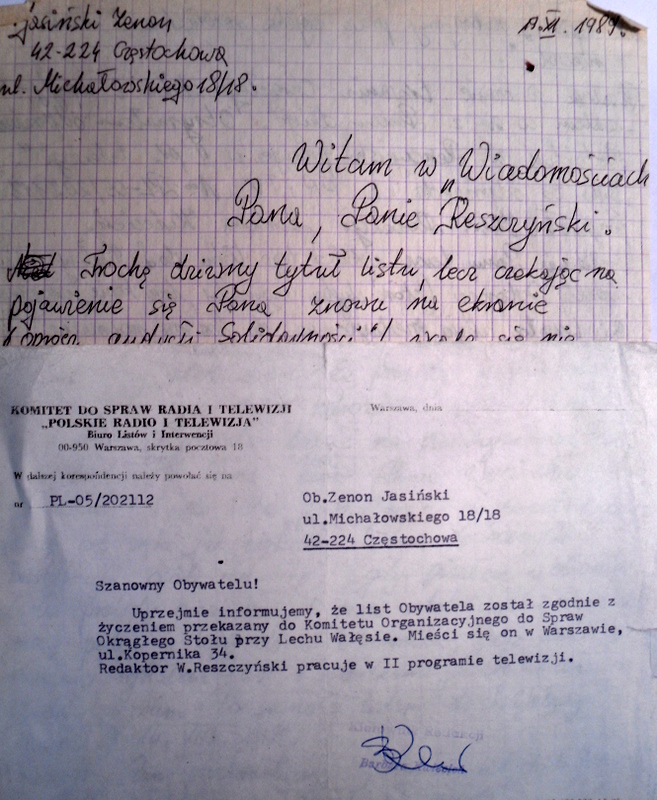 Jasiński Zenon
XI. 1989.
42-224 Częstochowa
ul. Michałowskiego 18/18.
Witam w „Wiadomościach"
Pana, Panie Reszczyński.
Trochę dziwny tytuł listu, lecz czekając na
pojawienie się Pana znowu na ekranie
KOMITET DO SPRAW RADIA I TELEWIZJI
„POLSKIE RADIO I TELEWIZJA"
Biuro Listów i Interwencji
00-950 Warszawa, skrytka pocztowa 18
Warszawa, dnia
W dalszej korespondencji należy powołać się na
nr PL-05/202112
Ob.Zenon Jasiński
ul.Michałowskiego 18/18
42-224 Częstochowa
Szanowny Obywatelu!
Uprzejmie informujemy, że list Obywatela został zgodnie z
życzeniem przekazany do Komitetu Organizacyjnego do Spraw
Okrągłego Stołu przy Lechu Wałęsie. Mieści się on w Warszawie,
ul.Kopernika 34.
Redaktor W.Reszczyński pracuje w II programie telewizji.